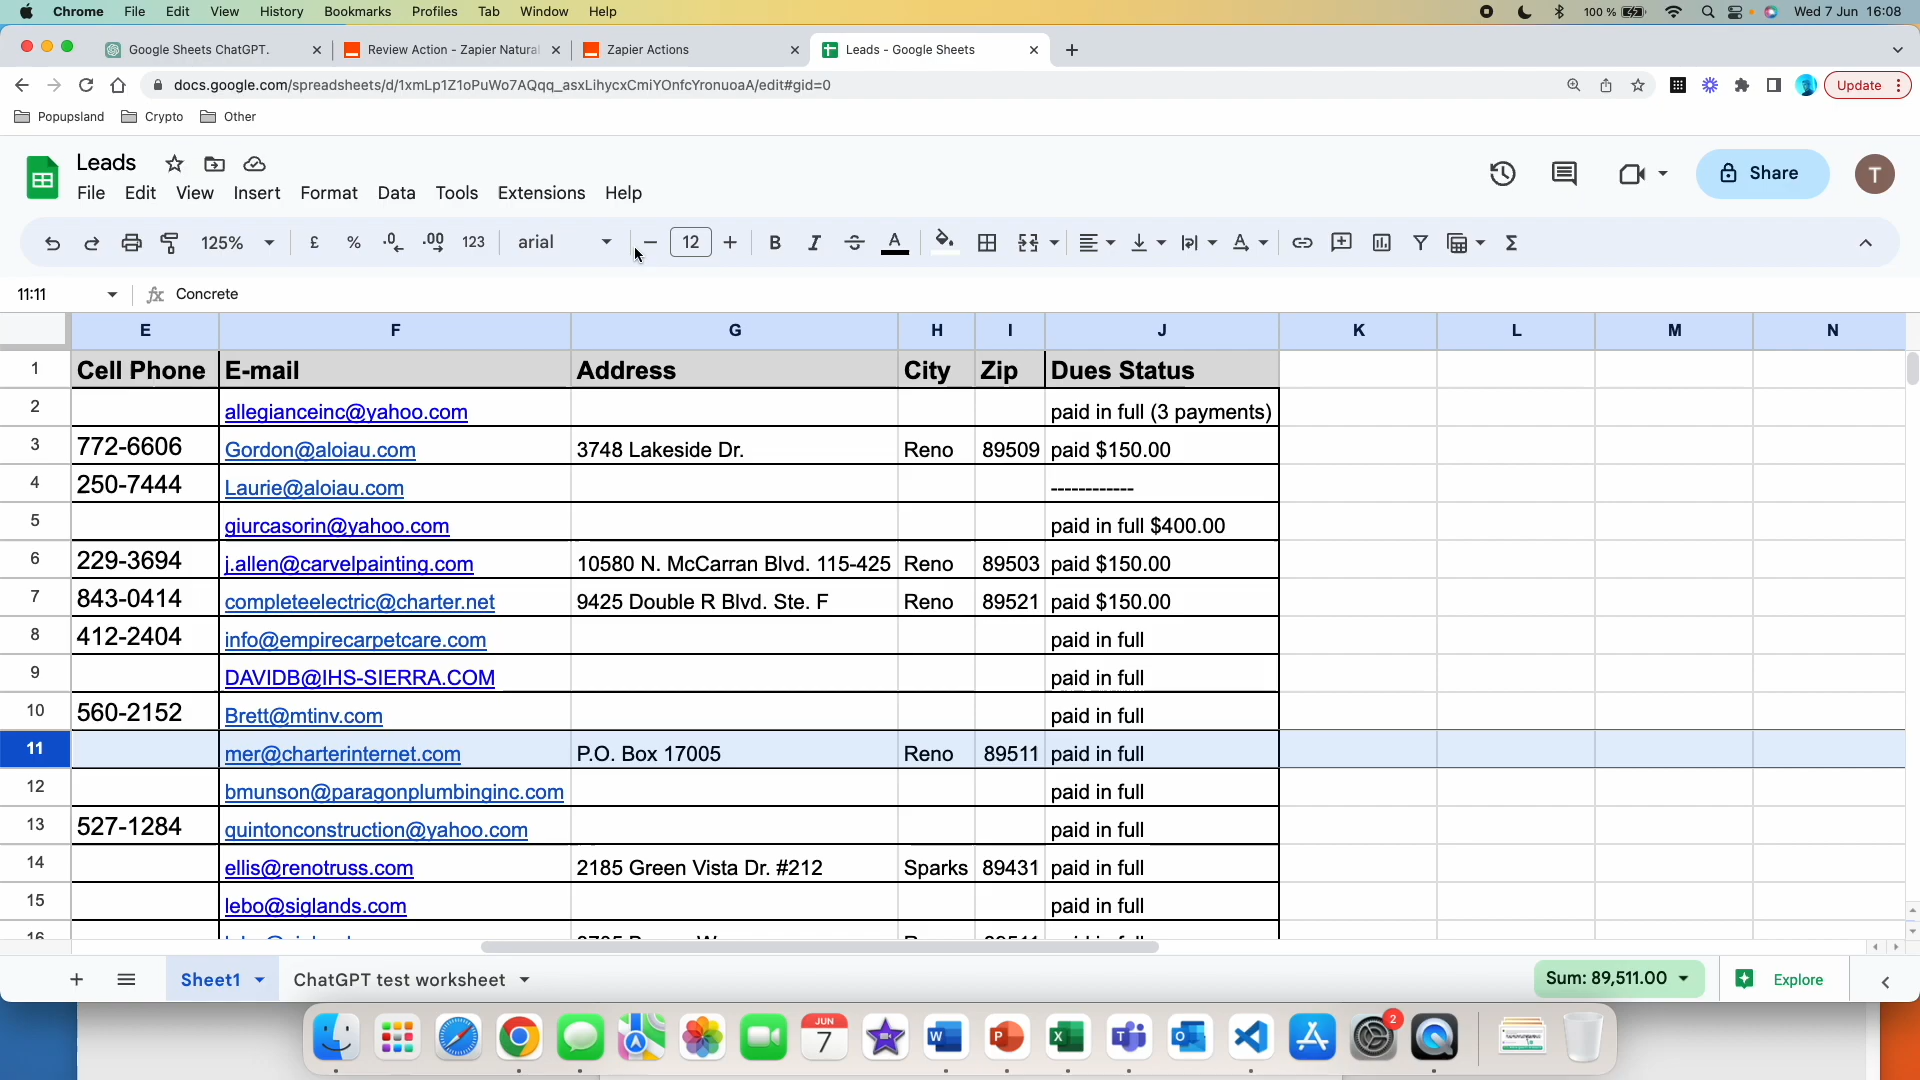 Chrome File Edit View History Bookmarks Profiles Tab Window Help 100 % Wed 7 Jun 16:08
Google Sheets ChatGPT. Review Action - Zapier Natural Zapier Actions Leads - Google Sheets
docs.google.com/spreadsheets/d/1xmLp1Z1oPuWo7AQqq_asxLihycxCmiYOnfcYronuoaA/edit#gid=0 Update
Popupsland Crypto Other
Leads
File Edit View Insert Format Data Tools Extensions Help Share T
125% £ % .0 .00 123 arial 12 B I A
11:11 fx Concrete
E F G H I J K L M N
1 Cell Phone E-mail Address City Zip Dues Status
2 allegianceinc@yahoo.com paid in full (3 payments)
3 772-6606 Gordon@aloiau.com 3748 Lakeside Dr. Reno 89509 paid $150.00
4 250-7444 Laurie@aloiau.com ------------
5 giurcasorin@yahoo.com paid in full $400.00
6 229-3694 j.allen@carvelpainting.com 10580 N. McCarran Blvd. 115-425 Reno 89503 paid $150.00
7 843-0414 completeelectric@charter.net 9425 Double R Blvd. Ste. F Reno 89521 paid $150.00
8 412-2404 info@empirecarpetcare.com paid in full
9 DAVIDB@IHS-SIERRA.COM paid in full
10 560-2152 Brett@mtinv.com paid in full
11 mer@charterinternet.com P.O. Box 17005 Reno 89511 paid in full
12 bmunson@paragonplumbinginc.com paid in full
13 527-1284 quintonconstruction@yahoo.com paid in full
14 ellis@renotruss.com 2185 Green Vista Dr. #212 Sparks 89431 paid in full
15 lebo@siglands.com paid in full
16
Sheet1 ChatGPT test worksheet Sum: 89,511.00 Explore
JUN
7 W P X 2